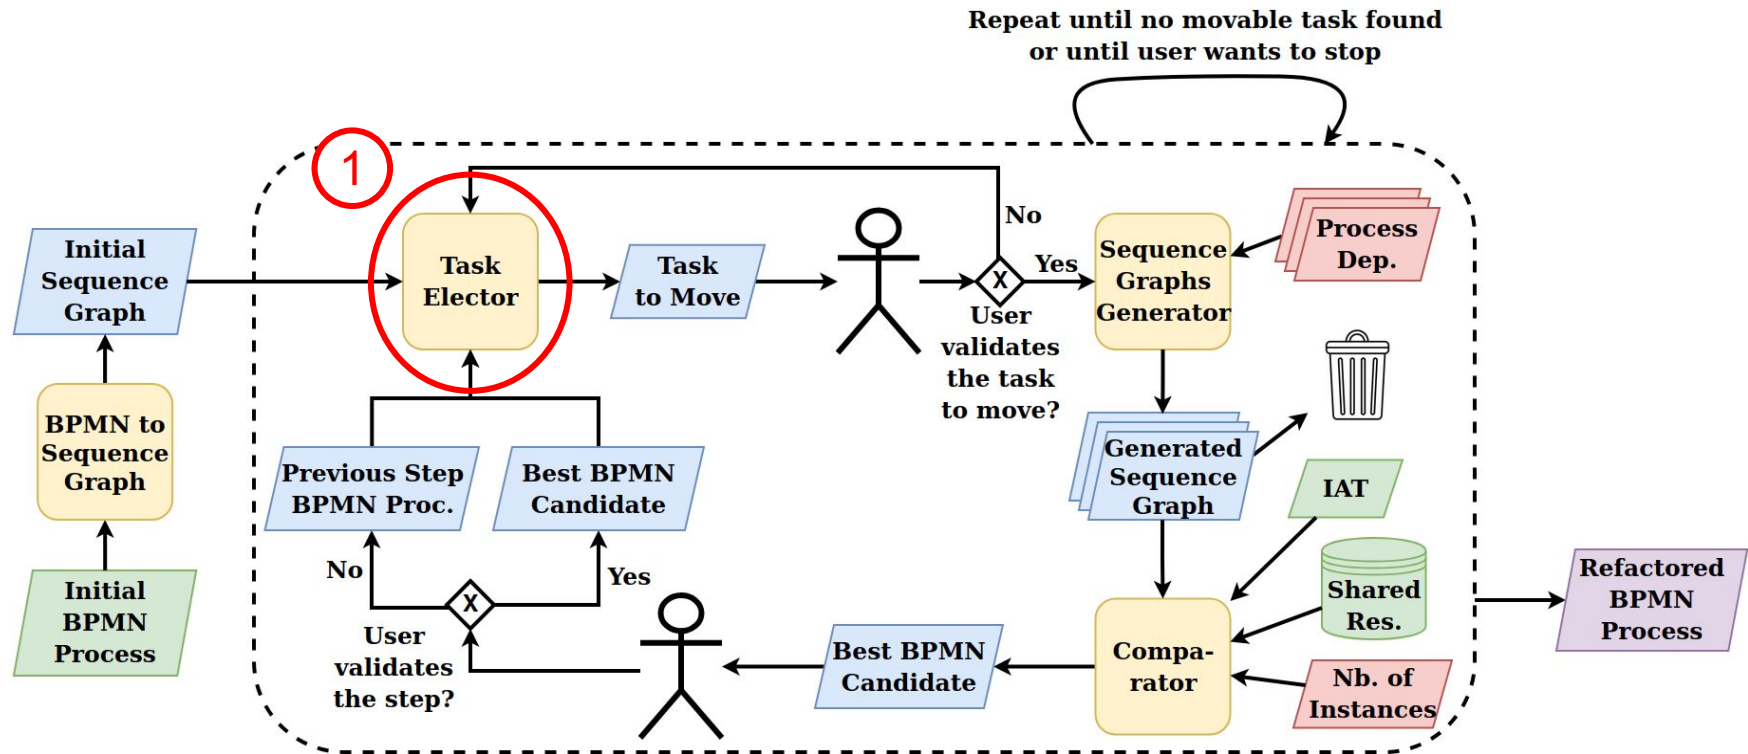 Repeat until no movable task found
or until user wants to stop
1
Initial
Sequence
Graph
Task
Elector
Task
to Move
No
Yes
X
User
validates
the task
to move?
Sequence
Graphs
Generator
Process
Dep.
BPMN to
Sequence
Graph
Previous Step
BPMN Proc.
Best BPMN
Candidate
Generated
Sequence
Graph
IAT
Initial
BPMN
Process
No
Yes
X
User
validates
the step?
Best BPMN
Candidate
Compa-
rator
Shared
Res.
Nb. of
Instances
Refactored
BPMN
Process